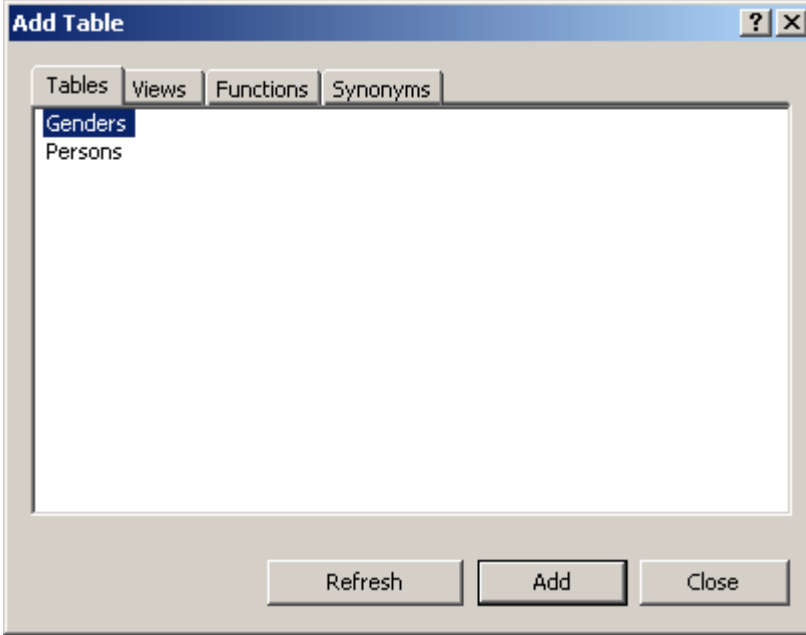 Add Table
Tables Views Functions Synonyms
Genders
Persons
Refresh Add Close